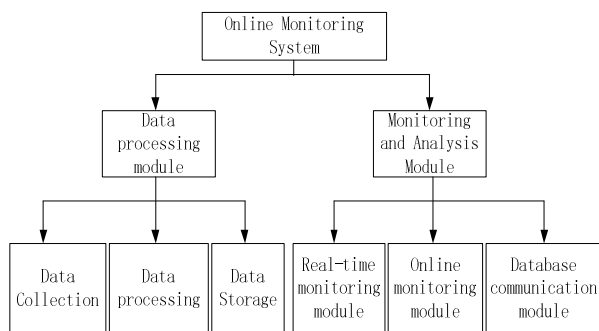 Online Monitoring
System
Data
processing
module
Monitoring
and Analysis
Module
Data
Collection
Data
processing
Data
Storage
Real-time
monitoring
module
Online
monitoring
module
Database
communication
module